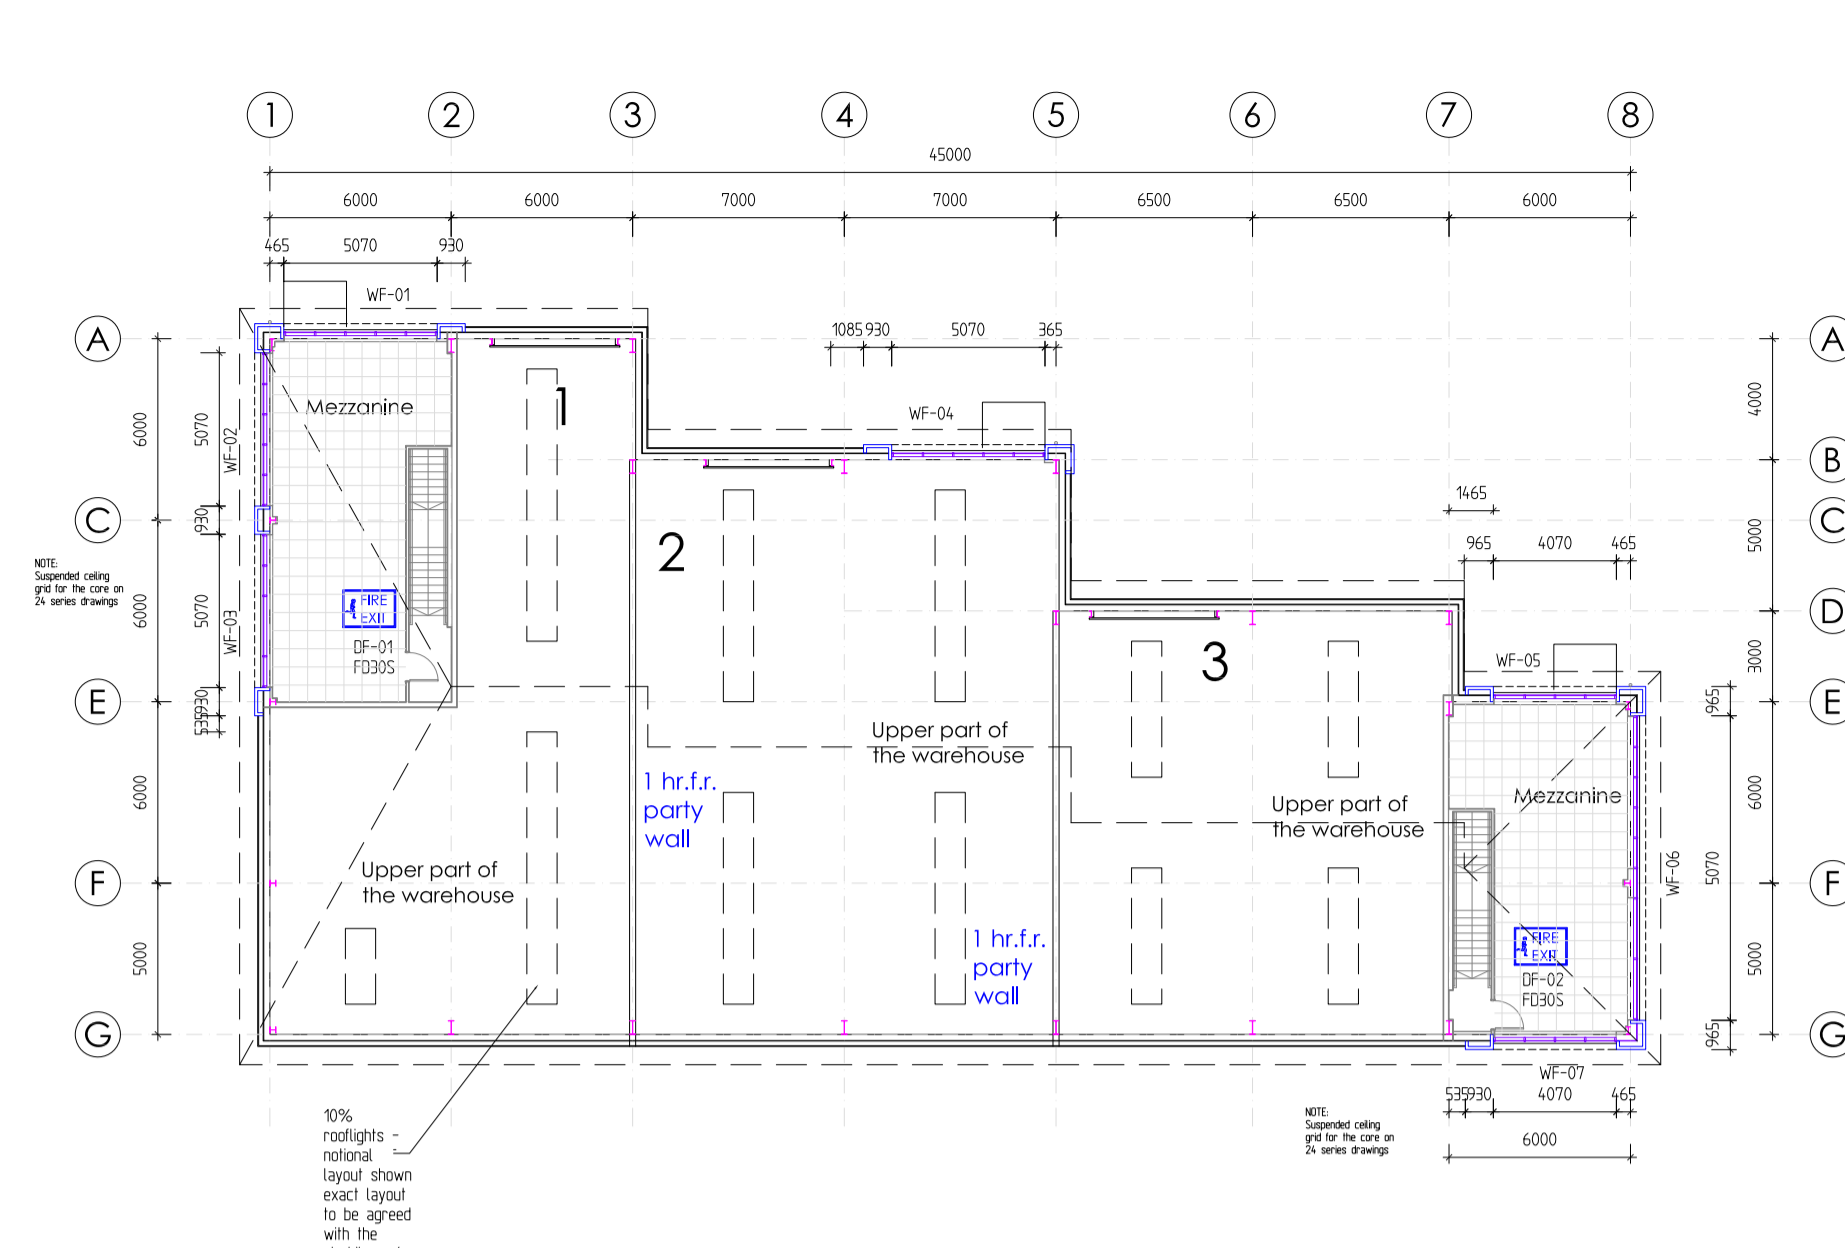 1 2 3 4 5 6 7 8
45000
6000 6000 7000 7000 6500 6500 6000
465 5070 930
WF-01
A
A
1085 930 5070 365
WF-04
4000
Mezzanine
1
6000
5070
WF-02
B
1465
C
930
C
2
965 4070 465
5000
NOTE:
Suspended ceiling
grid for the core on
24 series drawings
FIRE
EXIT
6000
5070
WF-03
D
DF-01
FD30S
3
WF-05
3000
E
930
535
965
E
Upper part of
the warehouse
1 hr.f.r.
party
wall
Upper part of
the warehouse
Mezzanine
6000
6000
Upper part of
the warehouse
F
5070
WF-06
F
1 hr.f.r.
party
wall
FIRE
EXIT
DF-02
FD30S
5000
5000
G
965
G
WF-07
535 930 4070 465
6000
NOTE:
Suspended ceiling
grid for the core on
24 series drawings
10%
rooflights -
notional
layout shown
exact layout
to be agreed
with the